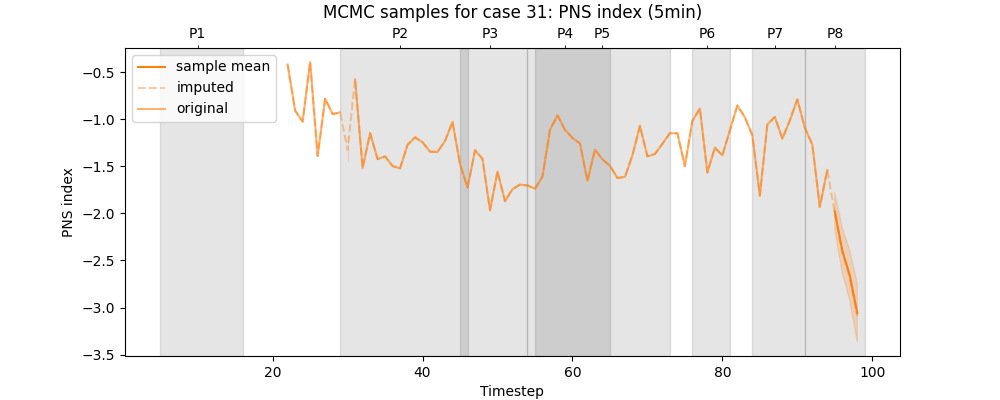 MCMC samples for case 31: PNS index (5min)
P1 P2 P3 P4 P5 P6 P7 P8
sample mean
imputed
original
PNS index
−0.5
−1.0
−1.5
−2.0
−2.5
−3.0
−3.5
20 40 60 80 100
Timestep